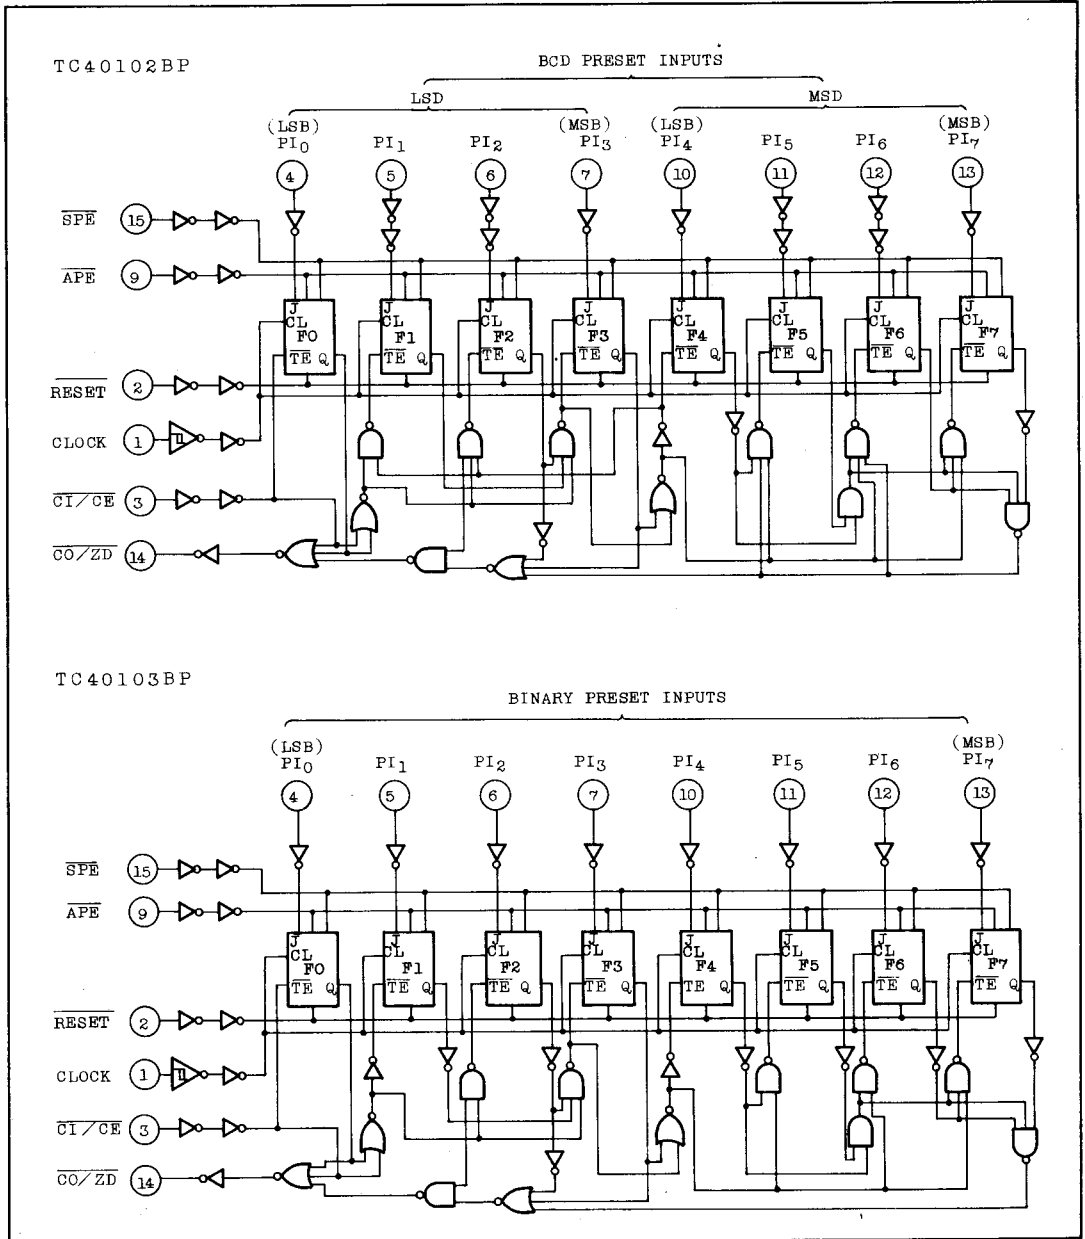 TC40102BP
BCD PRESET INPUTS
LSD MSD
(LSB) (MSB) (LSB) (MSB)
PI0 PI1 PI2 PI3 PI4 PI5 PI6 PI7
4 5 6 7 10 11 12 13
SPE 15
APE 9
J J J J J J J J
CL CL CL CL CL CL CL CL
F0 F1 F2 F3 F4 F5 F6 F7
TE Q TE Q TE Q TE Q TE Q TE Q TE Q TE Q
RESET 2
CLOCK 1
CI/CE 3
CO/ZD 14
TC40103BP
BINARY PRESET INPUTS
(LSB) (MSB)
PI0 PI1 PI2 PI3 PI4 PI5 PI6 PI7
4 5 6 7 10 11 12 13
SPE 15
APE 9
J J J J J J J J
CL CL CL CL CL CL CL CL
F0 F1 F2 F3 F4 F5 F6 F7
TE Q TE Q TE Q TE Q TE Q TE Q TE Q TE Q
RESET 2
CLOCK 1
CI/CE 3
CO/ZD 14